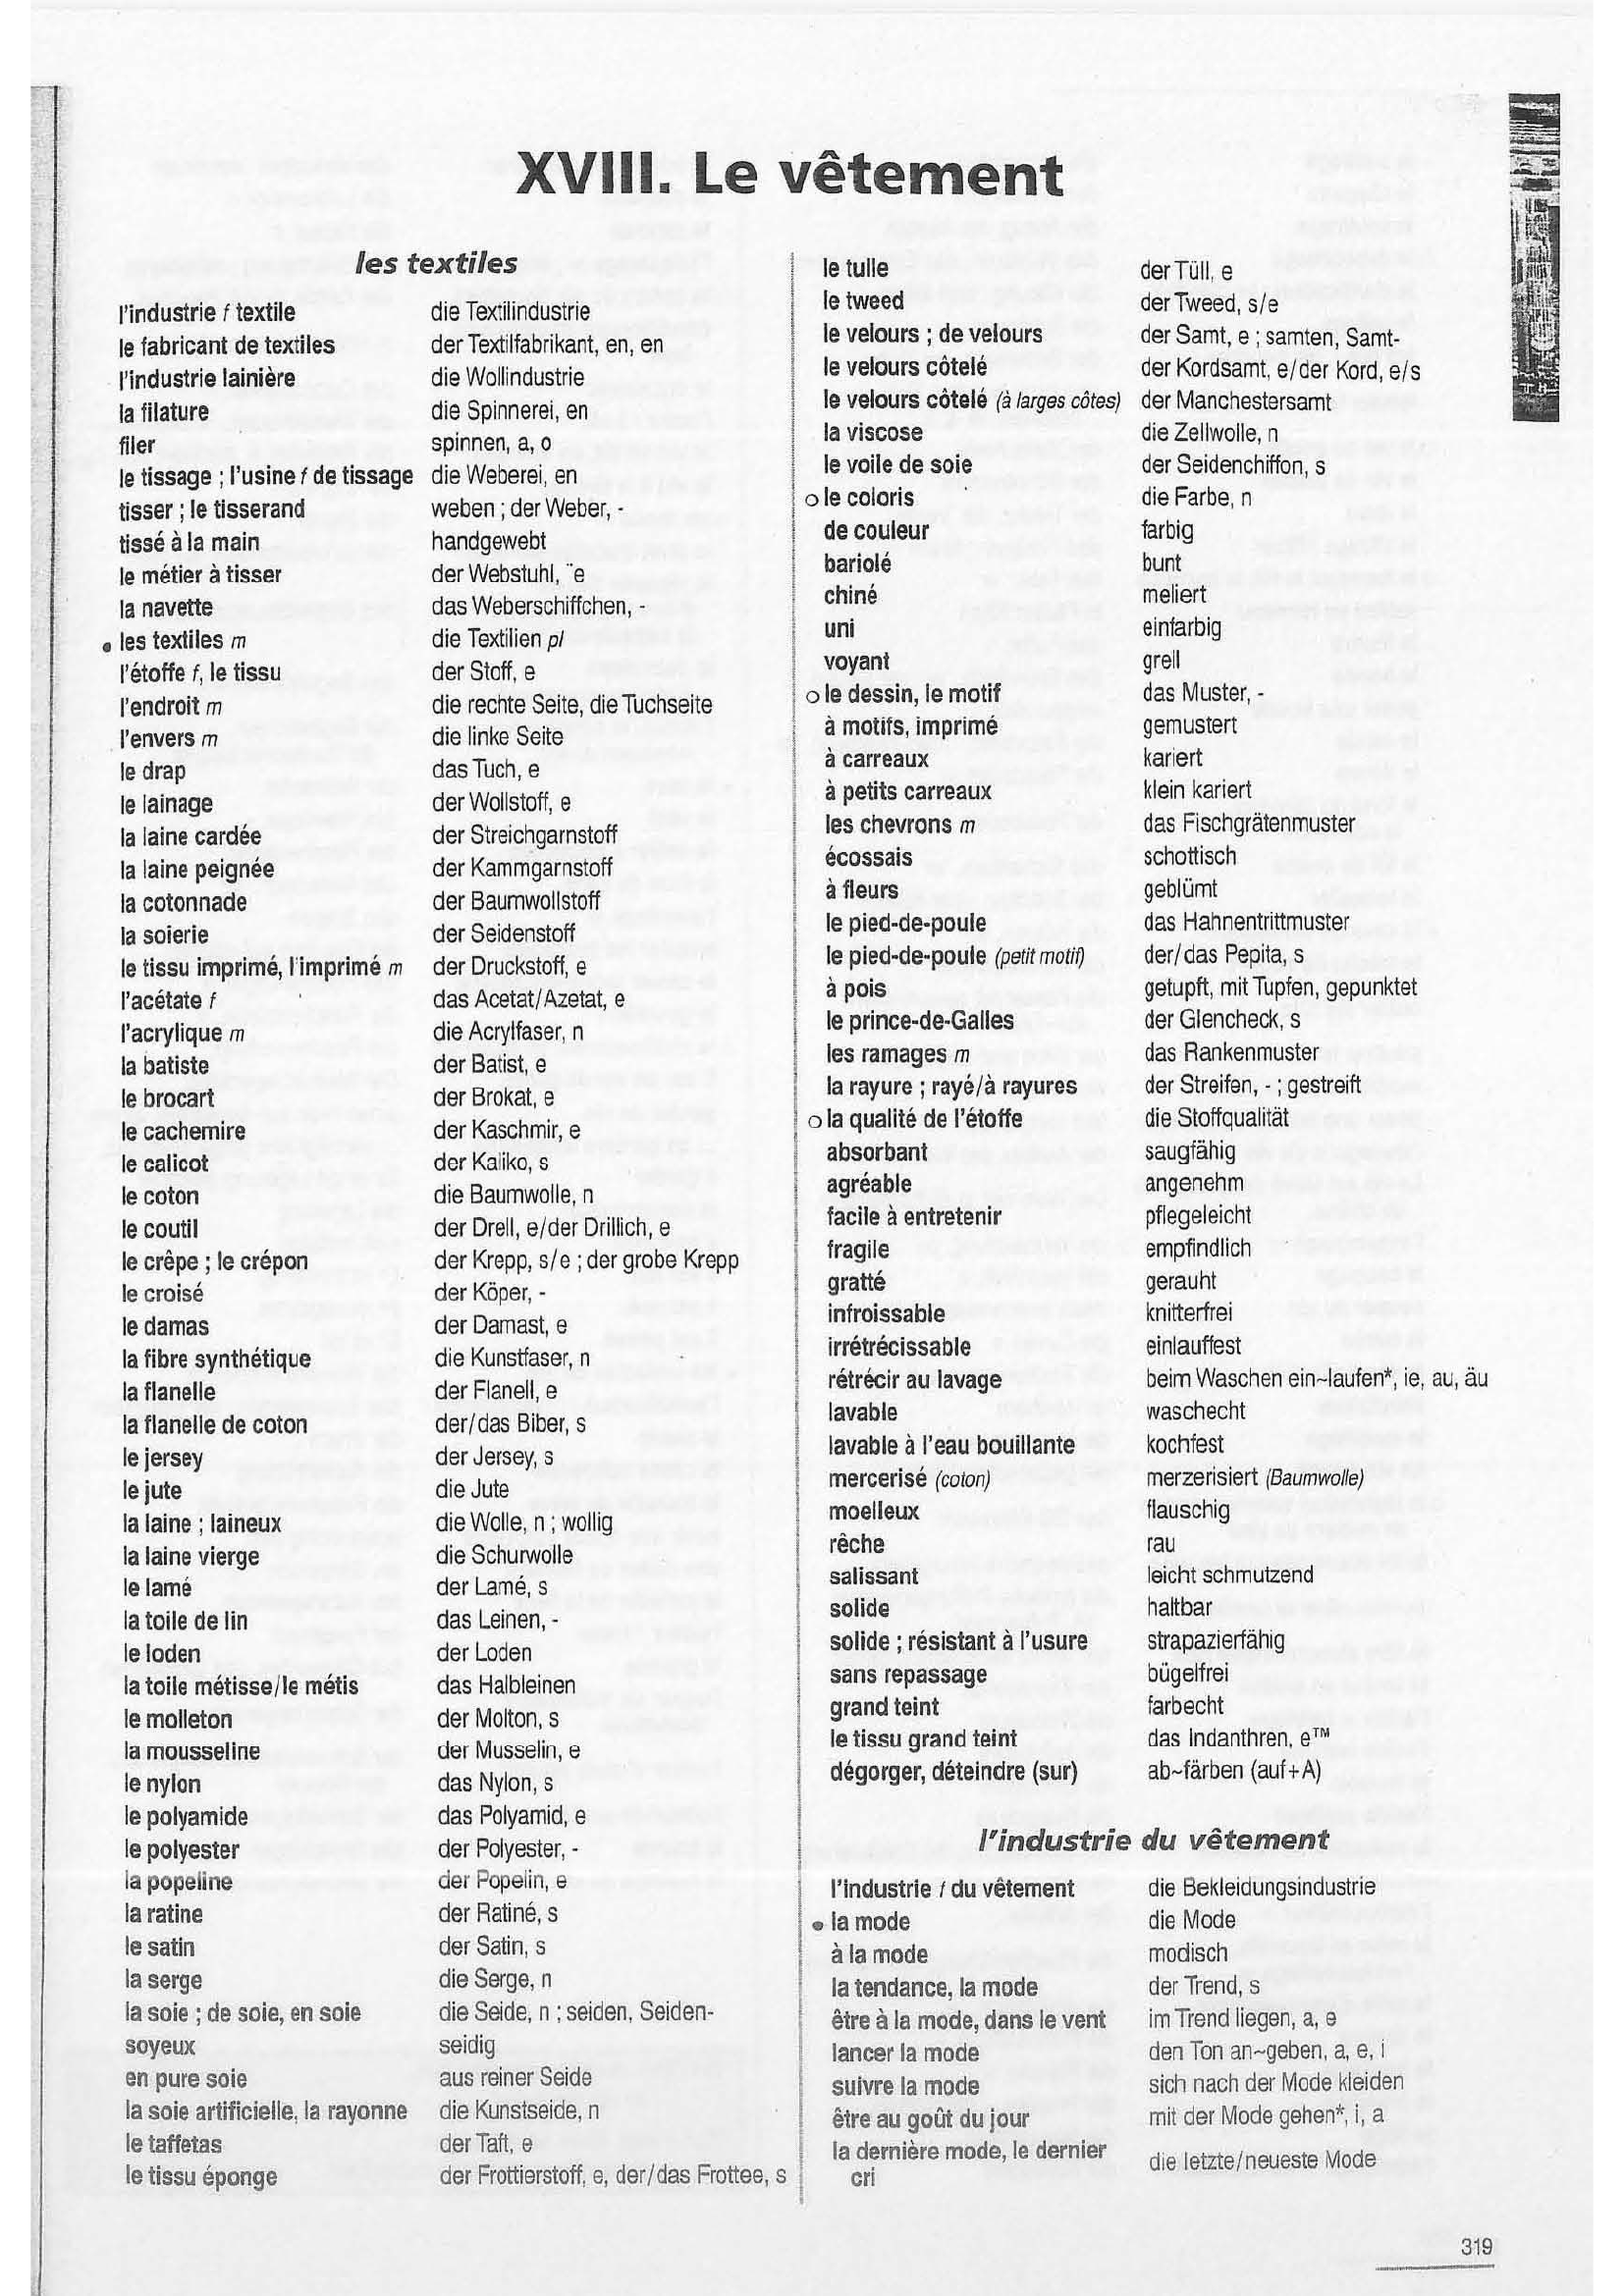 XVIII. Le vêtement
les textiles
l'industrie f textile die Textilindustrie
le fabricant de textiles der Textilfabrikant, en, en
l'industrie lainière die Wollindustrie
la filature die Spinnerei, en
filer spinnen, a, o
le tissage ; l'usine f de tissage die Weberei, en
tisser ; le tisserand weben ; der Weber, -
tissé à la main handgewebt
le métier à tisser der Webstuhl, ¨e
la navette das Weberschiffchen, -
• les textiles m die Textilien pl
l'étoffe f, le tissu der Stoff, e
l'endroit m die rechte Seite, die Tuchseite
l'envers m die linke Seite
le drap das Tuch, e
le lainage der Wollstoff, e
la laine cardée der Streichgarnstoff
la laine peignée der Kammgarnstoff
la cotonnade der Baumwollstoff
la soierie der Seidenstoff
le tissu imprimé, l'imprimé m der Druckstoff, e
l'acétate f das Acetat/Azetat, e
l'acrylique m die Acrylfaser, n
la batiste der Batist, e
le brocart der Brokat, e
le cachemire der Kaschmir, e
le calicot der Kaliko, s
le coton die Baumwolle, n
le coutil der Drell, e/der Drillich, e
le crêpe ; le crépon der Krepp, s/e ; der grobe Krepp
le croisé der Köper, -
le damas der Damast, e
la fibre synthétique die Kunstfaser, n
la flanelle der Flanell, e
la flanelle de coton der/das Biber, s
le jersey der Jersey, s
le jute die Jute
la laine ; laineux die Wolle, n ; wollig
la laine vierge die Schurwolle
le lamé der Lamé, s
la toile de lin das Leinen, -
le loden der Loden
la toile métisse/le métis das Halbleinen
le molleton der Molton, s
la mousseline der Musselin, e
le nylon das Nylon, s
le polyamide das Polyamid, e
le polyester der Polyester, -
la popeline der Popelin, e
la ratine der Ratiné, s
le satin der Satin, s
la serge die Serge, n
la soie ; de soie, en soie die Seide, n ; seiden, Seiden-
soyeux seidig
en pure soie aus reiner Seide
la soie artificielle, la rayonne die Kunstseide, n
le taffetas der Taft, e
le tissu éponge der Frottierstoff, e, der/das Frottee, s
le tulle der Tüll, e
le tweed der Tweed, s/e
le velours ; de velours der Samt, e ; samten, Samt-
le velours côtelé der Kordsamt, e/der Kord, e/s
le velours côtelé (à larges côtes) der Manchestersamt
la viscose die Zellwolle, n
le voile de soie der Seidenchiffon, s
o le coloris die Farbe, n
de couleur farbig
bariolé bunt
chiné meliert
uni einfarbig
voyant grell
o le dessin, le motif das Muster, -
à motifs, imprimé gemustert
à carreaux kariert
à petits carreaux klein kariert
les chevrons m das Fischgrätenmuster
écossais schottisch
à fleurs geblümt
le pied-de-poule das Hahnentrittmuster
le pied-de-poule (petit motif) der/das Pepita, s
à pois getupft, mit Tupfen, gepunktet
le prince-de-Galles der Glencheck, s
les ramages m das Rankenmuster
la rayure ; rayé/à rayures der Streifen, - ; gestreift
o la qualité de l'étoffe die Stoffqualität
absorbant saugfähig
agréable angenehm
facile à entretenir pflegeleicht
fragile empfindlich
gratté gerauht
infroissable knitterfrei
irrétrécissable einlauffest
rétrécir au lavage beim Waschen ein~laufen*, ie, au, äu
lavable waschecht
lavable à l'eau bouillante kochfest
mercerisé (coton) merzerisiert (Baumwolle)
moelleux flauschig
rêche rau
salissant leicht schmutzend
solide haltbar
solide ; résistant à l'usure strapazierfähig
sans repassage bügelfrei
grand teint farbecht
le tissu grand teint das Indanthren, e™
dégorger, déteindre (sur) ab~färben (auf+A)
l'industrie du vêtement
l'industrie f du vêtement die Bekleidungsindustrie
• la mode die Mode
à la mode modisch
la tendance, la mode der Trend, s
être à la mode, dans le vent im Trend liegen, a, e
lancer la mode den Ton an~geben, a, e, i
suivre la mode sich nach der Mode kleiden
être au goût du jour mit der Mode gehen*, i, a
la dernière mode, le dernier die letzte/neueste Mode
cri
319